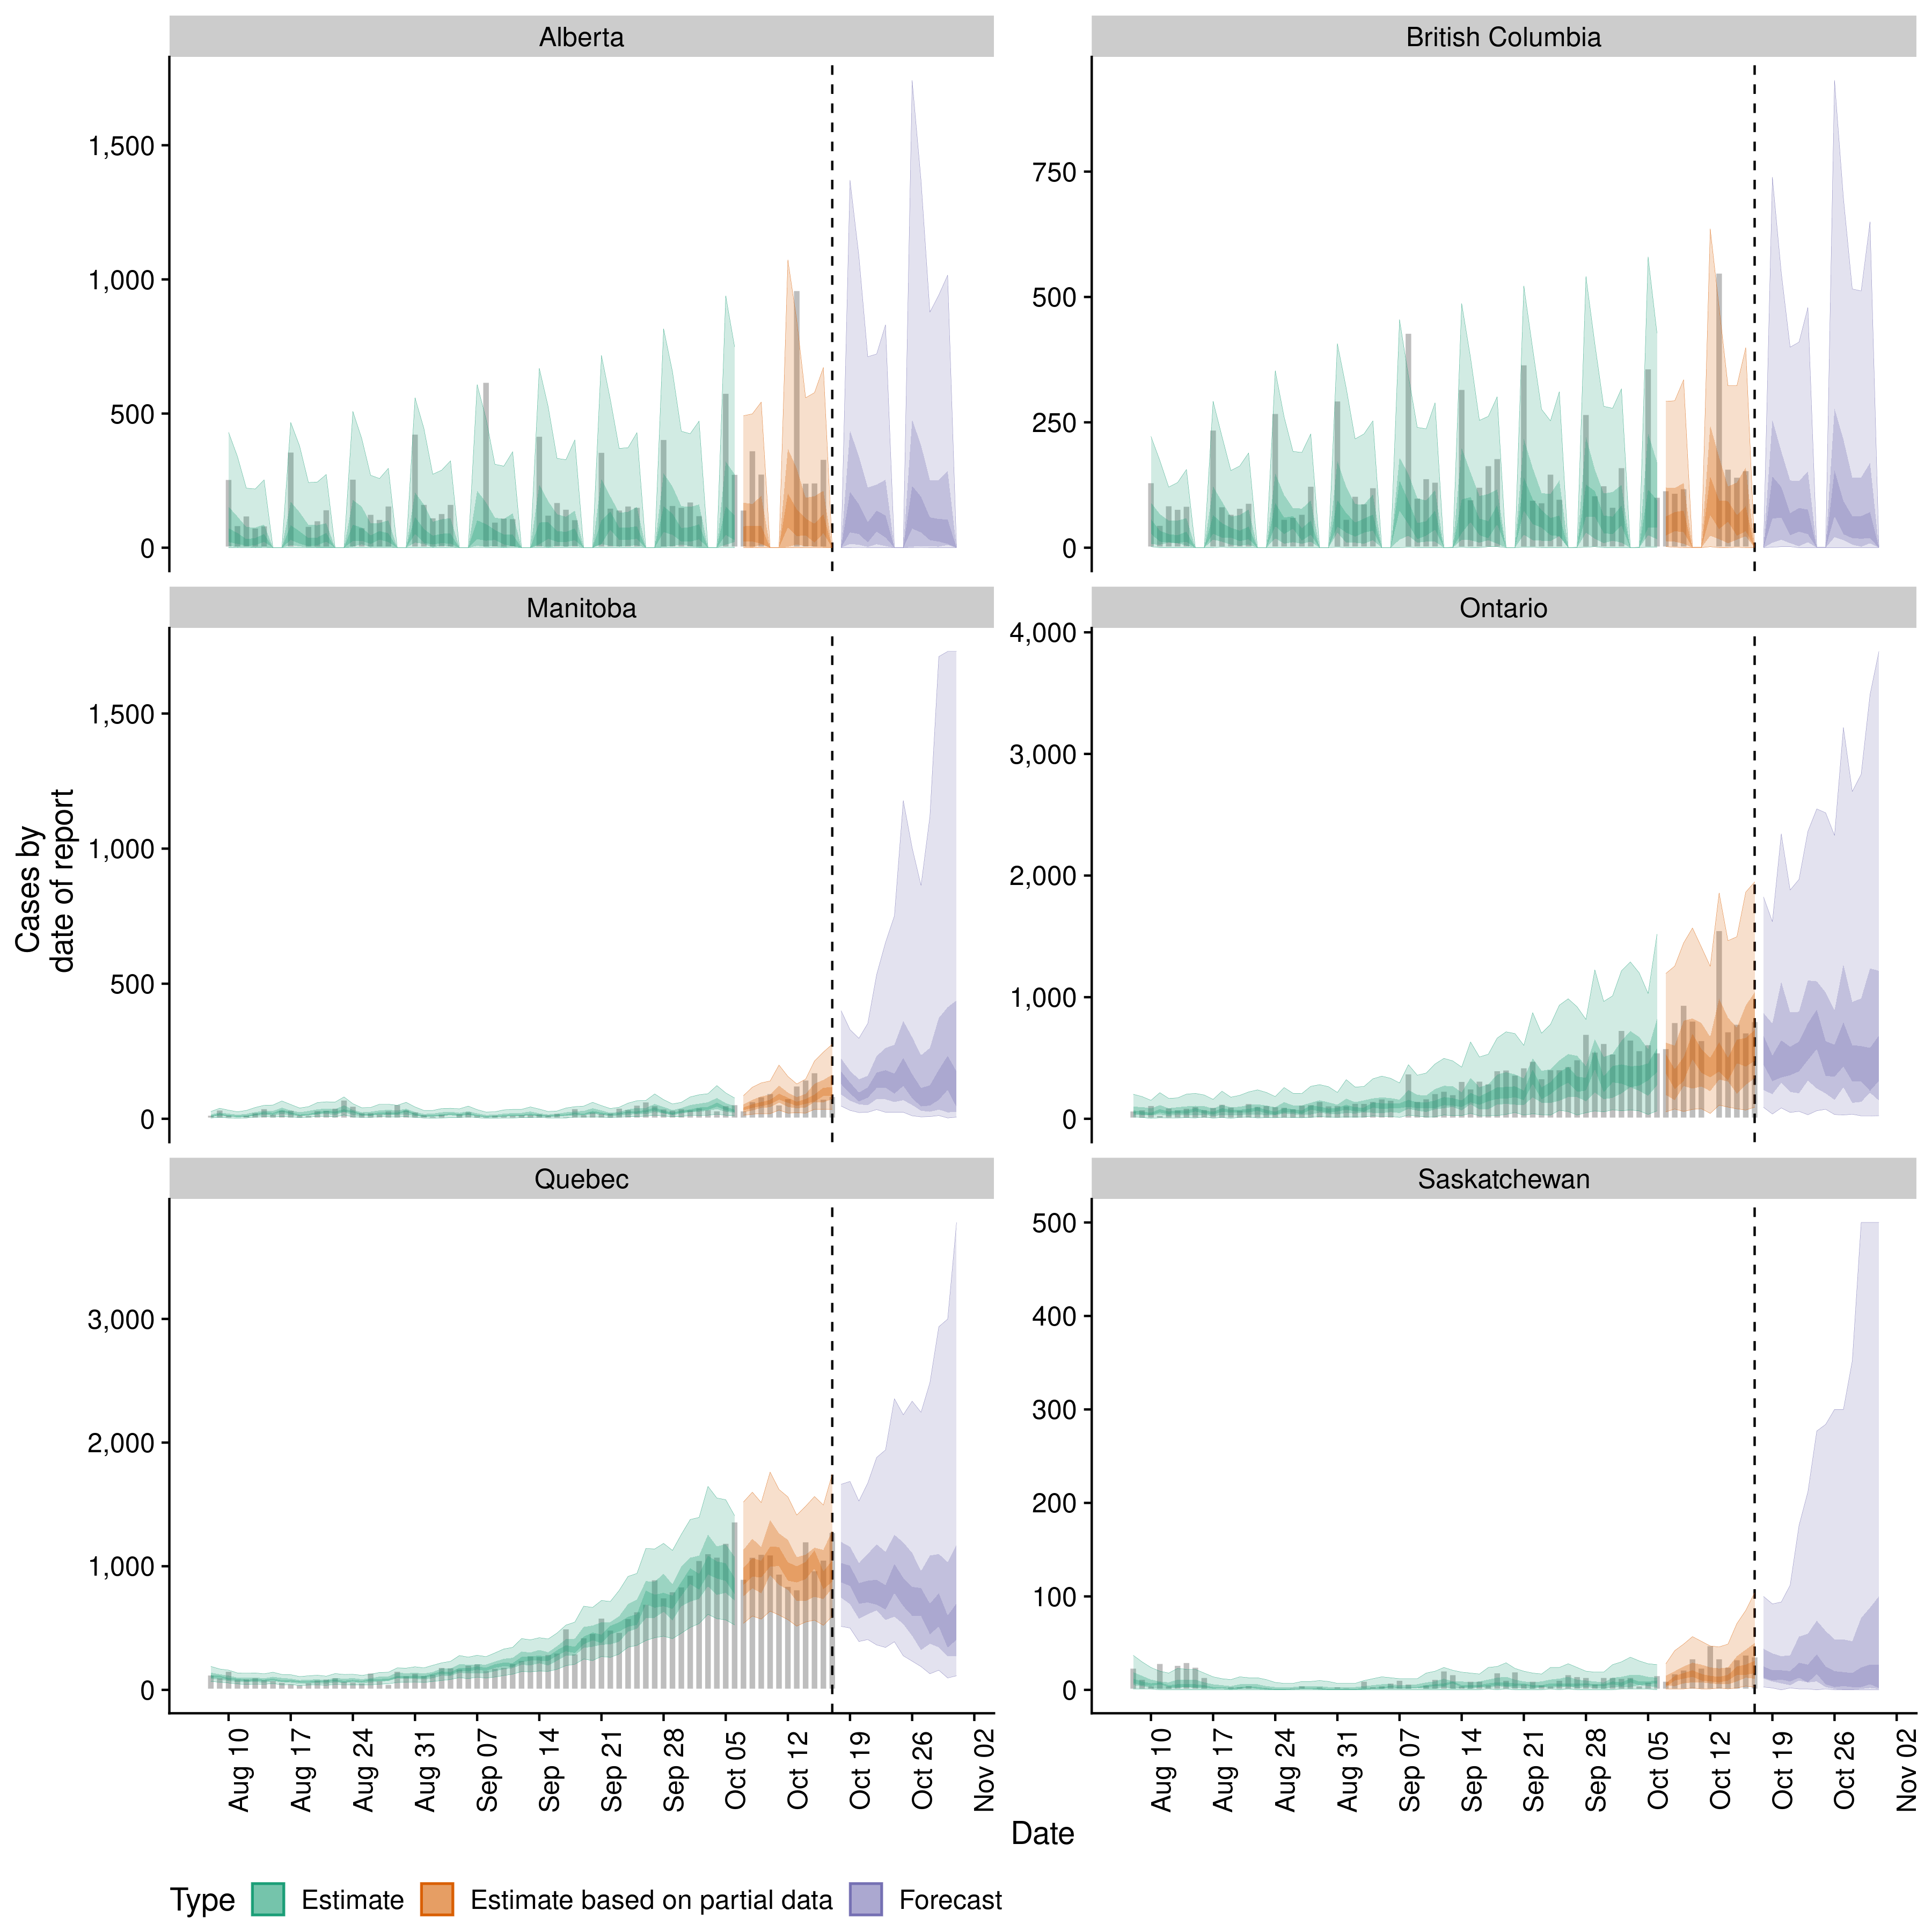 Alberta
British Columbia
1,500
1,000
500
0
750
500
250
0
Manitoba
Ontario
1,500
1,000
500
0
4,000
3,000
2,000
1,000
0
Cases by
date of report
Quebec
Saskatchewan
3,000
2,000
1,000
0
500
400
300
200
100
0
Aug 10
Aug 17
Aug 24
Aug 31
Sep 07
Sep 14
Sep 21
Sep 28
Oct 05
Oct 12
Oct 19
Oct 26
Nov 02
Aug 10
Aug 17
Aug 24
Aug 31
Sep 07
Sep 14
Sep 21
Sep 28
Oct 05
Oct 12
Oct 19
Oct 26
Nov 02
Date
Type Estimate Estimate based on partial data Forecast